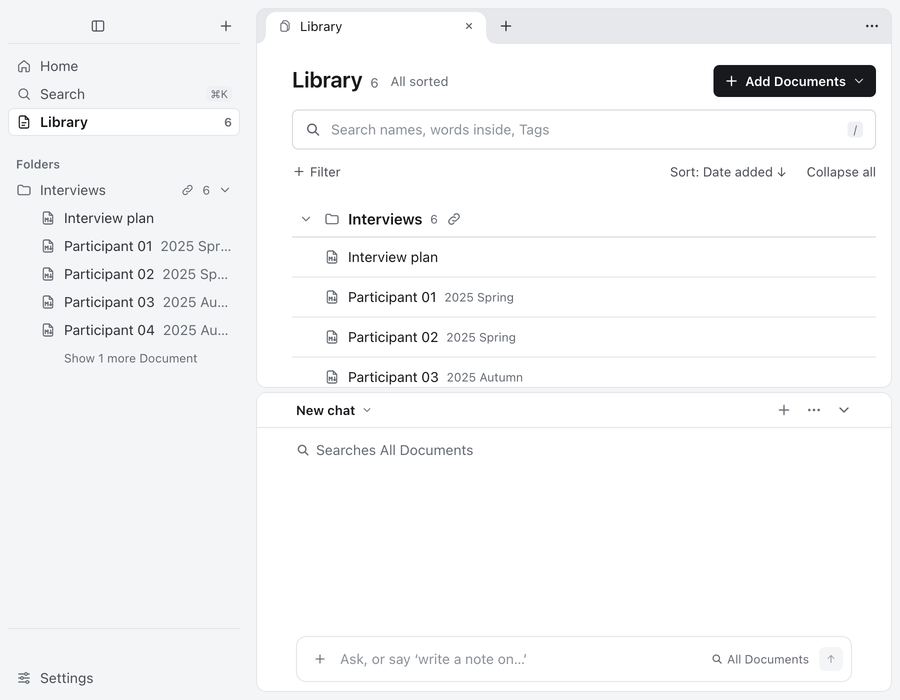 Home
Search ⌘K
Library 6
Folders
Interviews 6
Interview plan
Participant 01 2025 Spr...
Participant 02 2025 Sp...
Participant 03 2025 Au...
Participant 04 2025 Au...
Show 1 more Document
Settings
Library
Library 6 All sorted
Add Documents
Search names, words inside, Tags /
Filter
Sort: Date added ↓ Collapse all
Interviews 6
Interview plan
Participant 01 2025 Spring
Participant 02 2025 Spring
Participant 03 2025 Autumn
New chat
Searches All Documents
Ask, or say ‘write a note on...’ All Documents